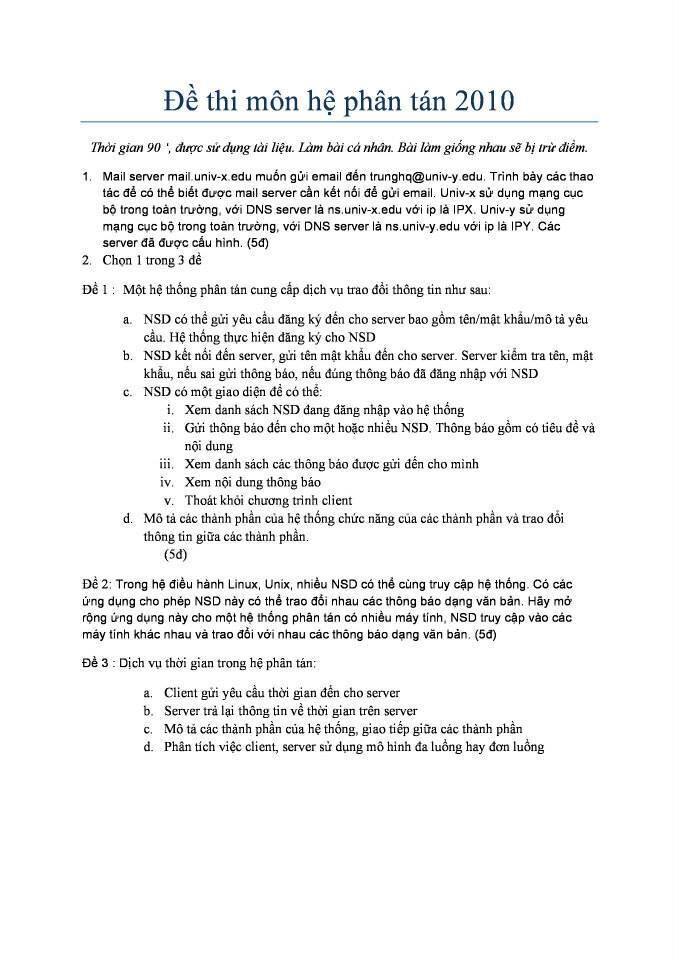 Đề thi môn hệ phân tán 2010
Thời gian 90 ‘, được sử dụng tài liệu. Làm bài cá nhân. Bài làm giống nhau sẽ bị trừ điểm.
1. Mail server mail.univ-x.edu muốn gửi email đến trunghq@univ-y.edu. Trình bày các thao
tác để có thể biết được mail server cần kết nối để gửi email. Univ-x sử dụng mạng cục
bộ trong toàn trường, với DNS server là ns.univ-x.edu với ip là IPX. Univ-y sử dụng
mạng cục bộ trong toàn trường, với DNS server là ns.univ-y.edu với ip là IPY. Các
server đã được cấu hình. (5đ)
2. Chọn 1 trong 3 đề
Đề 1 : Một hệ thống phân tán cung cấp dịch vụ trao đổi thông tin như sau:
a. NSD có thể gửi yêu cầu đăng ký đến cho server bao gồm tên/mật khẩu/mô tả yêu
cầu. Hệ thống thực hiện đăng ký cho NSD
b. NSD kết nối đến server, gửi tên mật khẩu đến cho server. Server kiểm tra tên, mật
khẩu, nếu sai gửi thông báo, nếu đúng thông báo đã đăng nhập với NSD
c. NSD có một giao diện để có thể:
i. Xem danh sách NSD đang đăng nhập vào hệ thống
ii. Gửi thông báo đến cho một hoặc nhiều NSD. Thông báo gồm có tiêu đề và
nội dung
iii. Xem danh sách các thông báo được gửi đến cho mình
iv. Xem nội dung thông báo
v. Thoát khỏi chương trình client
d. Mô tả các thành phần của hệ thống chức năng của các thành phần và trao đổi
thông tin giữa các thành phần.
(5đ)
Đề 2: Trong hệ điều hành Linux, Unix, nhiều NSD có thể cùng truy cập hệ thống. Có các
ứng dụng cho phép NSD này có thể trao đổi nhau các thông báo dạng văn bản. Hãy mở
rộng ứng dụng này cho một hệ thống phân tán có nhiều máy tính, NSD truy cập vào các
máy tính khác nhau và trao đổi với nhau các thông báo dạng văn bản. (5đ)
Đề 3 : Dịch vụ thời gian trong hệ phân tán:
a. Client gửi yêu cầu thời gian đến cho server
b. Server trả lại thông tin về thời gian trên server
c. Mô tả các thành phần của hệ thống, giao tiếp giữa các thành phần
d. Phân tích việc client, server sử dụng mô hình đa luồng hay đơn luồng